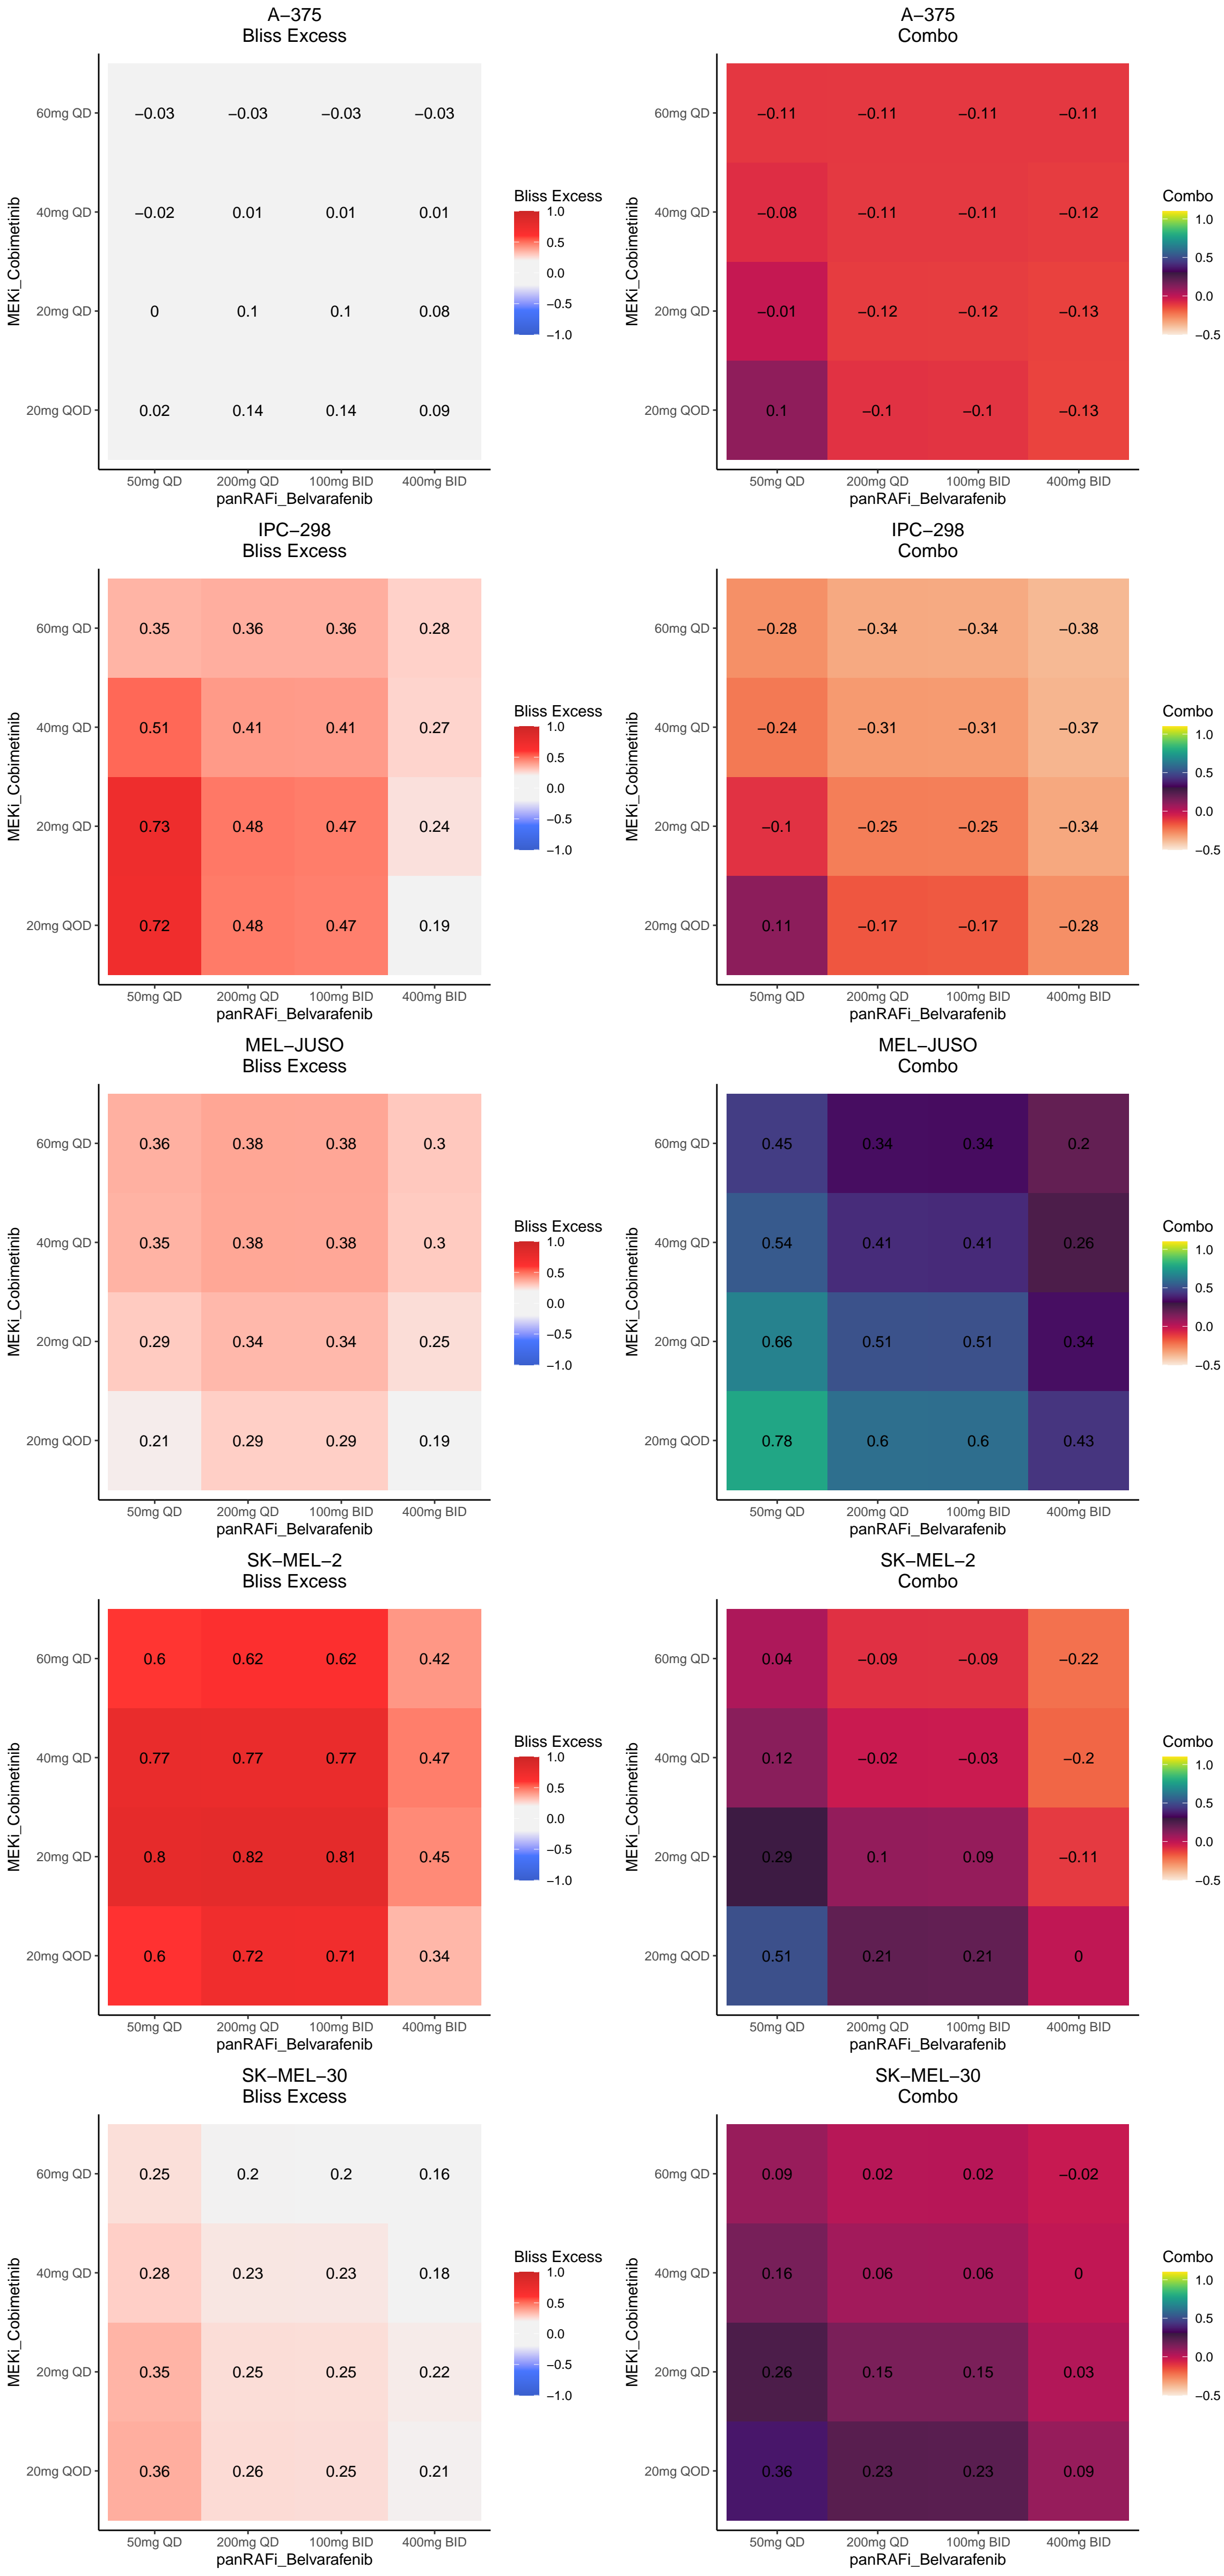 A−375
Bliss Excess
60mg QD
−0.03 −0.03 −0.03 −0.03
40mg QD
−0.02 0.01 0.01 0.01
20mg QD
0 0.1 0.1 0.08
20mg QOD
0.02 0.14 0.14 0.09
50mg QD 200mg QD 100mg BID 400mg BID
panRAFi_Belvarafenib
MEKi_Cobimetinib
Bliss Excess
1.0
0.5
0.0
−0.5
−1.0
A−375
Combo
60mg QD
−0.11 −0.11 −0.11 −0.11
40mg QD
−0.08 −0.11 −0.11 −0.12
20mg QD
−0.01 −0.12 −0.12 −0.13
20mg QOD
0.1 −0.1 −0.1 −0.13
50mg QD 200mg QD 100mg BID 400mg BID
panRAFi_Belvarafenib
MEKi_Cobimetinib
Combo
1.0
0.5
0.0
−0.5
IPC−298
Bliss Excess
60mg QD
0.35 0.36 0.36 0.28
40mg QD
0.51 0.41 0.41 0.27
20mg QD
0.73 0.48 0.47 0.24
20mg QOD
0.72 0.48 0.47 0.19
50mg QD 200mg QD 100mg BID 400mg BID
panRAFi_Belvarafenib
MEKi_Cobimetinib
Bliss Excess
1.0
0.5
0.0
−0.5
−1.0
IPC−298
Combo
60mg QD
−0.28 −0.34 −0.34 −0.38
40mg QD
−0.24 −0.31 −0.31 −0.37
20mg QD
−0.1 −0.25 −0.25 −0.34
20mg QOD
0.11 −0.17 −0.17 −0.28
50mg QD 200mg QD 100mg BID 400mg BID
panRAFi_Belvarafenib
MEKi_Cobimetinib
Combo
1.0
0.5
0.0
−0.5
MEL−JUSO
Bliss Excess
60mg QD
0.36 0.38 0.38 0.3
40mg QD
0.35 0.38 0.38 0.3
20mg QD
0.29 0.34 0.34 0.25
20mg QOD
0.21 0.29 0.29 0.19
50mg QD 200mg QD 100mg BID 400mg BID
panRAFi_Belvarafenib
MEKi_Cobimetinib
Bliss Excess
1.0
0.5
0.0
−0.5
−1.0
MEL−JUSO
Combo
60mg QD
0.45 0.34 0.34 0.2
40mg QD
0.54 0.41 0.41 0.26
20mg QD
0.66 0.51 0.51 0.34
20mg QOD
0.78 0.6 0.6 0.43
50mg QD 200mg QD 100mg BID 400mg BID
panRAFi_Belvarafenib
MEKi_Cobimetinib
Combo
1.0
0.5
0.0
−0.5
SK−MEL−2
Bliss Excess
60mg QD
0.6 0.62 0.62 0.42
40mg QD
0.77 0.77 0.77 0.47
20mg QD
0.8 0.82 0.81 0.45
20mg QOD
0.6 0.72 0.71 0.34
50mg QD 200mg QD 100mg BID 400mg BID
panRAFi_Belvarafenib
MEKi_Cobimetinib
Bliss Excess
1.0
0.5
0.0
−0.5
−1.0
SK−MEL−2
Combo
60mg QD
0.04 −0.09 −0.09 −0.22
40mg QD
0.12 −0.02 −0.03 −0.2
20mg QD
0.29 0.1 0.09 −0.11
20mg QOD
0.51 0.21 0.21 0
50mg QD 200mg QD 100mg BID 400mg BID
panRAFi_Belvarafenib
MEKi_Cobimetinib
Combo
1.0
0.5
0.0
−0.5
SK−MEL−30
Bliss Excess
60mg QD
0.25 0.2 0.2 0.16
40mg QD
0.28 0.23 0.23 0.18
20mg QD
0.35 0.25 0.25 0.22
20mg QOD
0.36 0.26 0.25 0.21
50mg QD 200mg QD 100mg BID 400mg BID
panRAFi_Belvarafenib
MEKi_Cobimetinib
Bliss Excess
1.0
0.5
0.0
−0.5
−1.0
SK−MEL−30
Combo
60mg QD
0.09 0.02 0.02 −0.02
40mg QD
0.16 0.06 0.06 0
20mg QD
0.26 0.15 0.15 0.03
20mg QOD
0.36 0.23 0.23 0.09
50mg QD 200mg QD 100mg BID 400mg BID
panRAFi_Belvarafenib
MEKi_Cobimetinib
Combo
1.0
0.5
0.0
−0.5